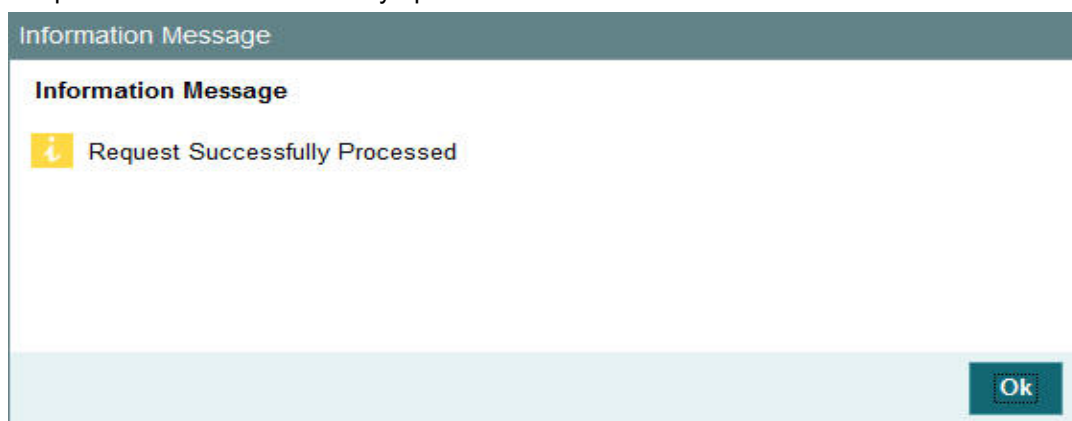 Information Message
Information Message
i Request Successfully Processed
Ok